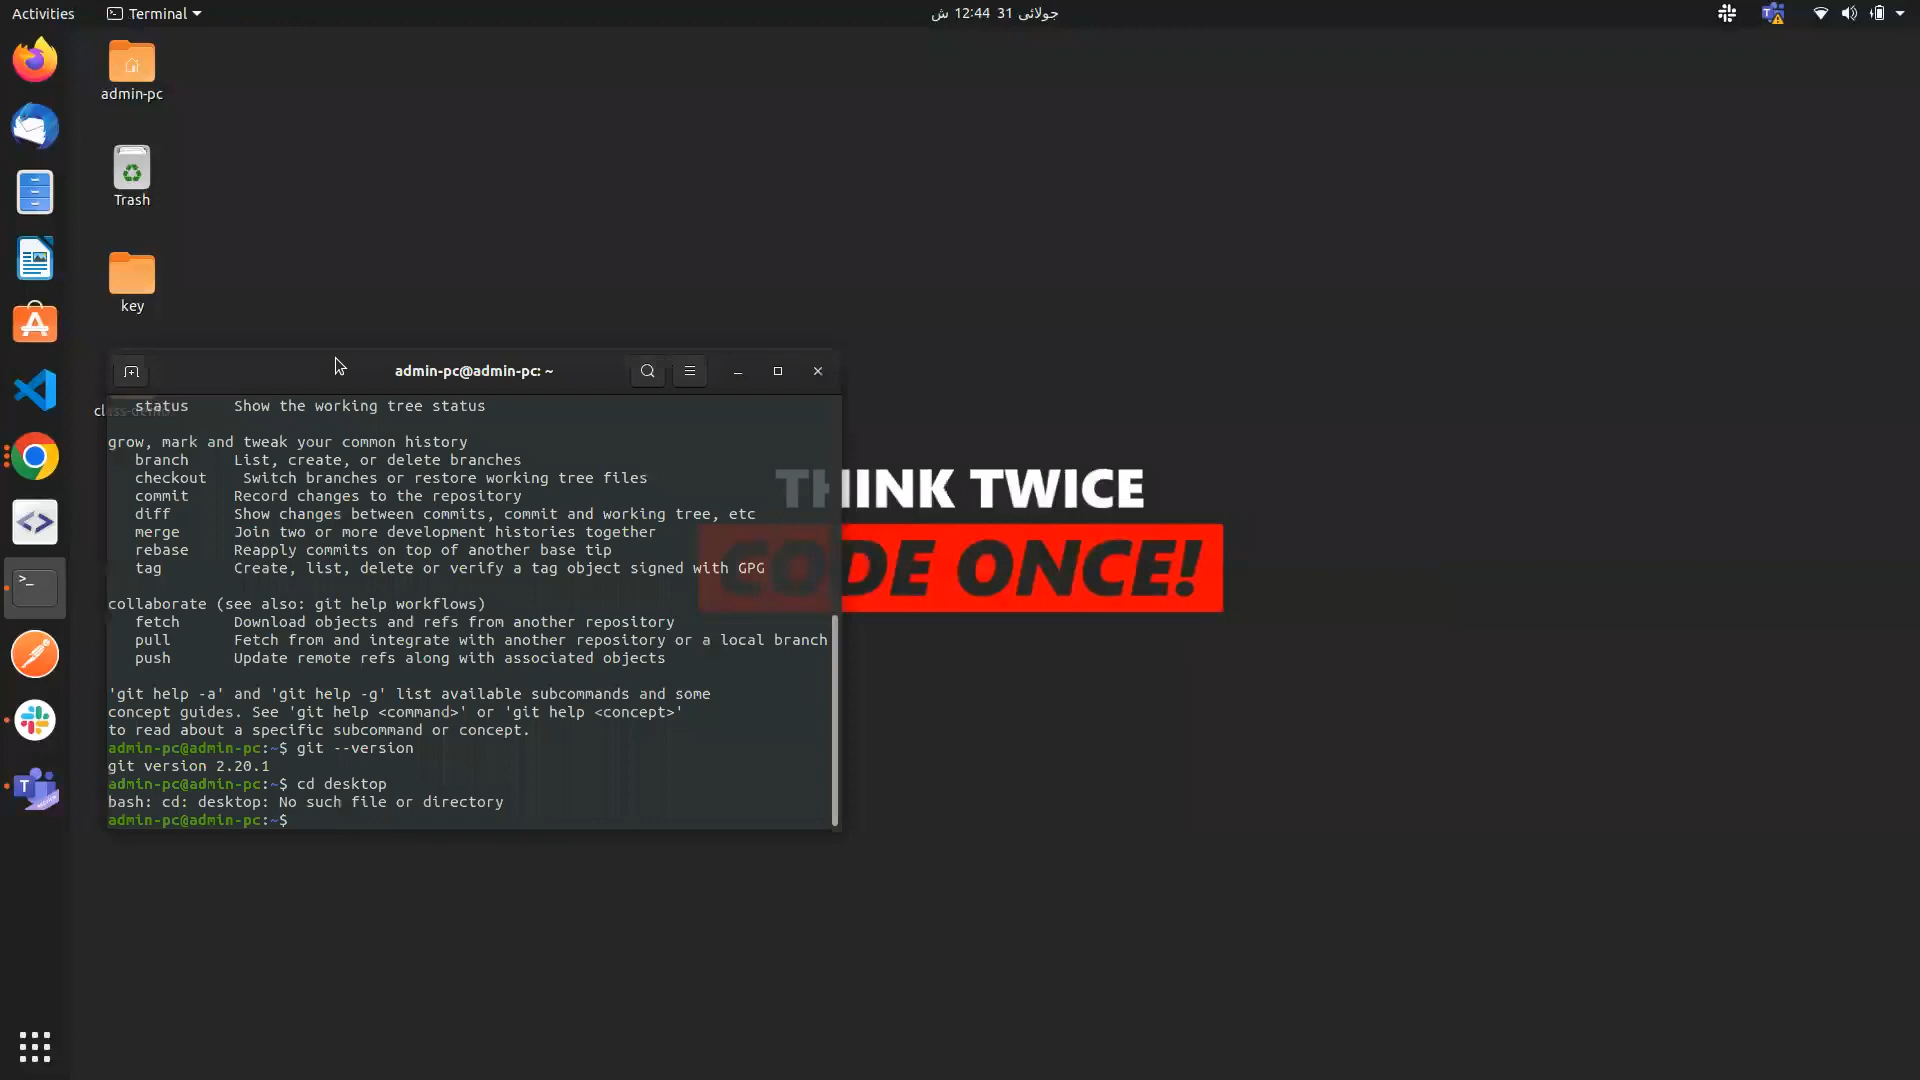 Activities
Terminal
جولائی 31 12:44 ش
admin-pc
Trash
key
admin-pc@admin-pc: ~
status Show the working tree status
grow, mark and tweak your common history
branch List, create, or delete branches
checkout Switch branches or restore working tree files
commit Record changes to the repository
diff Show changes between commits, commit and working tree, etc
merge Join two or more development histories together
rebase Reapply commits on top of another base tip
tag Create, list, delete or verify a tag object signed with GPG
collaborate (see also: git help workflows)
fetch Download objects and refs from another repository
pull Fetch from and integrate with another repository or a local branch
push Update remote refs along with associated objects
'git help -a' and 'git help -g' list available subcommands and some
concept guides. See 'git help <command>' or 'git help <concept>'
to read about a specific subcommand or concept.
admin-pc@admin-pc:~$ git --version
git version 2.20.1
admin-pc@admin-pc:~$ cd desktop
bash: cd: desktop: No such file or directory
admin-pc@admin-pc:~$
THINK TWICE
CODE ONCE!